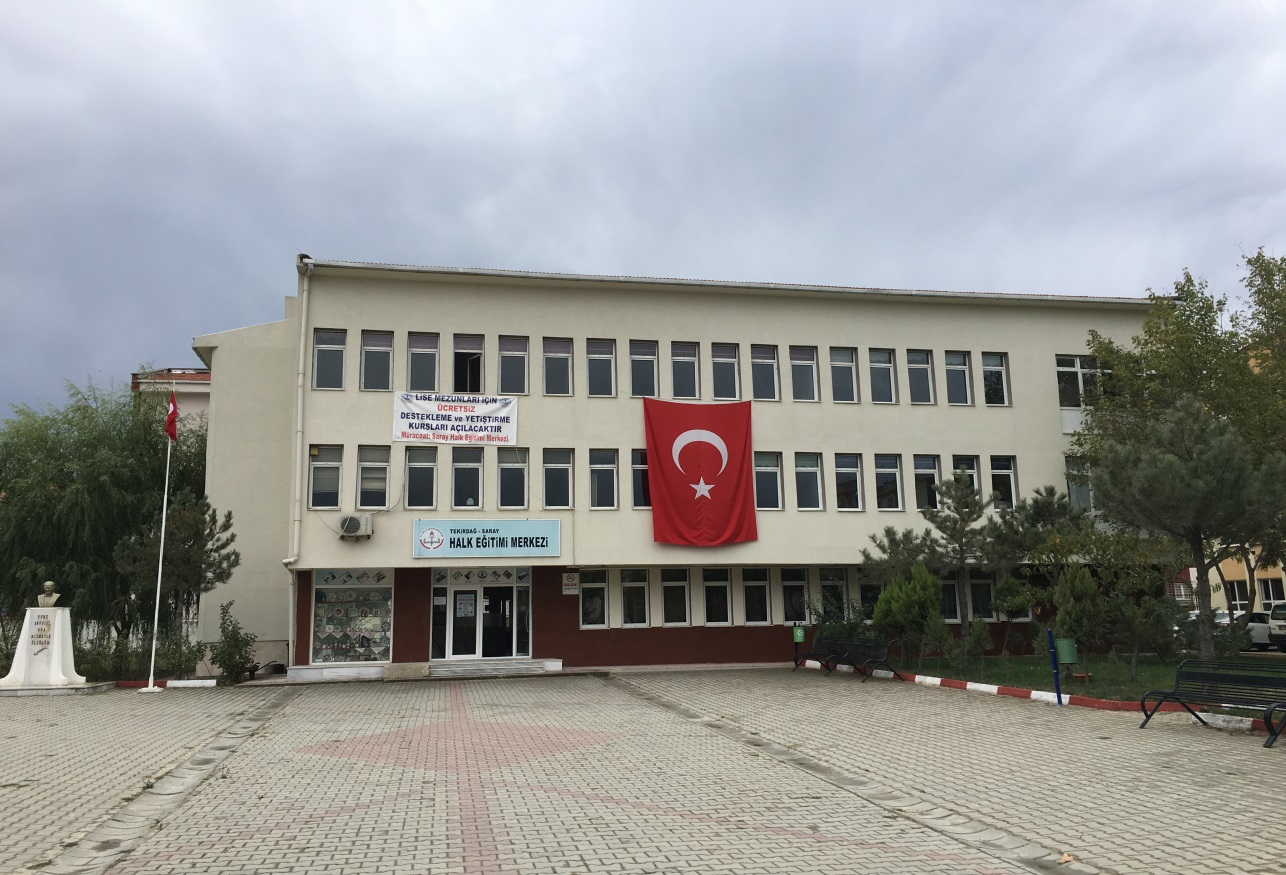 LİSE MEZUNLARI İÇİN
ÜCRETSİZ
DESTEKLEME ve YETİŞTİRME
KURSLARI AÇILACAKTIR
Müracaat: Saray Halk Eğitimi Merkezi
TEKİRDAĞ - SARAY
HALK EĞİTİMİ MERKEZİ